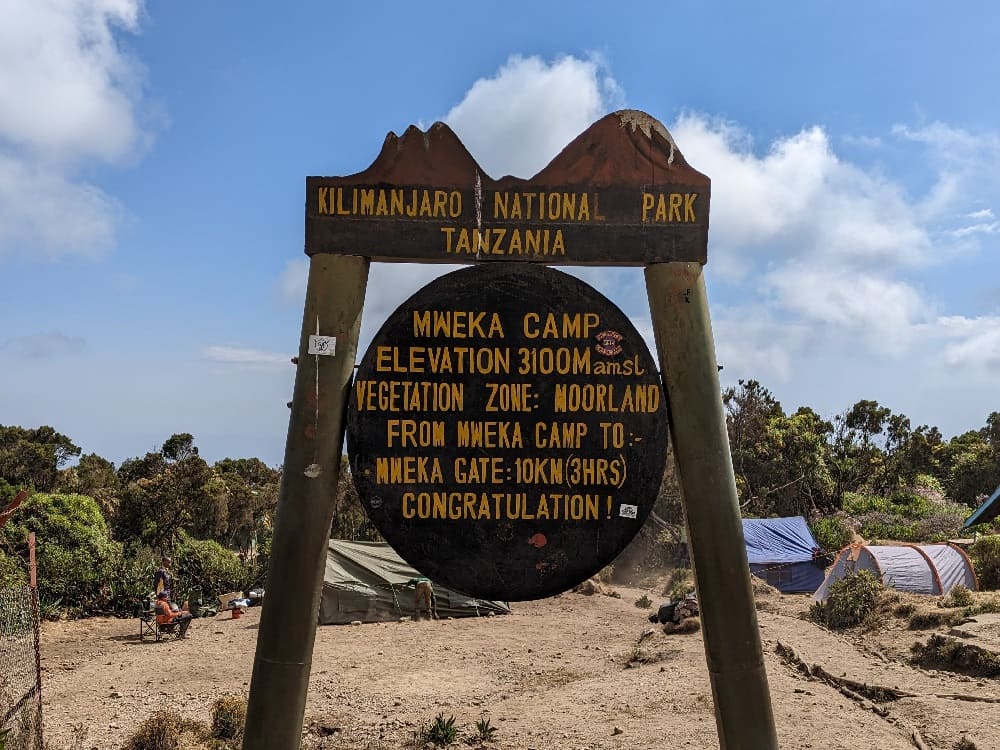 KILIMANJARO NATIONAL PARK
TANZANIA
MWEKA CAMP
ELEVATION 3100M amsl
VEGETATION ZONE: MOORLAND
FROM MWEKA CAMP TO:-
MWEKA GATE:10KM(3HRS)
CONGRATULATION!